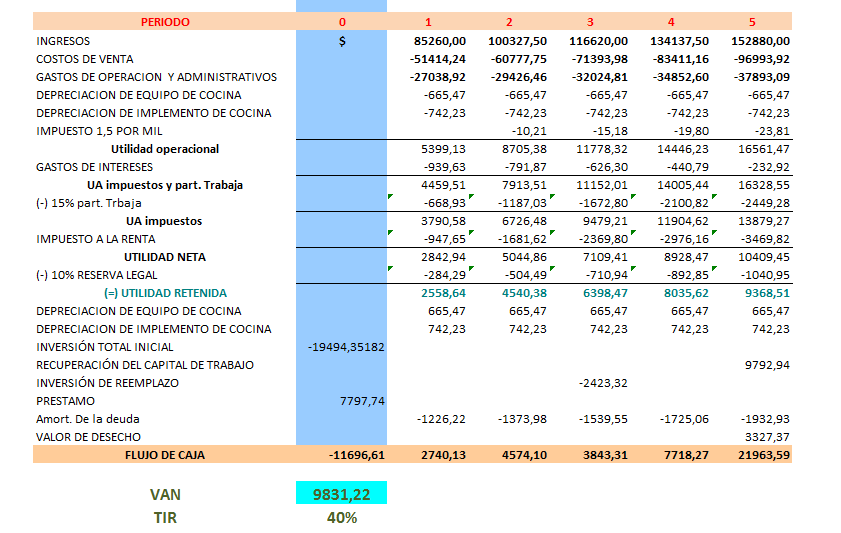 PERIODO 0 1 2 3 4 5
INGRESOS $ 85260,00 100327,50 116620,00 134137,50 152880,00
COSTOS DE VENTA -51414,24 -60777,75 -71393,98 -83411,16 -96993,92
GASTOS DE OPERACION Y ADMINISTRATIVOS -27038,92 -29426,46 -32024,81 -34852,60 -37893,09
DEPRECIACION DE EQUIPO DE COCINA -665,47 -665,47 -665,47 -665,47 -665,47
DEPRECIACION DE IMPLEMENTO DE COCINA -742,23 -742,23 -742,23 -742,23 -742,23
IMPUESTO 1,5 POR MIL -10,21 -15,18 -19,80 -23,81
Utilidad operacional 5399,13 8705,38 11778,32 14446,23 16561,47
GASTOS DE INTERESES -939,63 -791,87 -626,30 -440,79 -232,92
UA impuestos y part. Trabaja 4459,51 7913,51 11152,01 14005,44 16328,55
(-) 15% part. Trbaja -668,93 -1187,03 -1672,80 -2100,82 -2449,28
UA impuestos 3790,58 6726,48 9479,21 11904,62 13879,27
IMPUESTO A LA RENTA -947,65 -1681,62 -2369,80 -2976,16 -3469,82
UTILIDAD NETA 2842,94 5044,86 7109,41 8928,47 10409,45
(-) 10% RESERVA LEGAL -284,29 -504,49 -710,94 -892,85 -1040,95
(=) UTILIDAD RETENIDA 2558,64 4540,38 6398,47 8035,62 9368,51
DEPRECIACION DE EQUIPO DE COCINA 665,47 665,47 665,47 665,47 665,47
DEPRECIACION DE IMPLEMENTO DE COCINA 742,23 742,23 742,23 742,23 742,23
INVERSIÓN TOTAL INICIAL -19494,35182
RECUPERACIÓN DEL CAPITAL DE TRABAJO 9792,94
INVERSIÓN DE REEMPLAZO -2423,32
PRESTAMO 7797,74
Amort. De la deuda -1226,22 -1373,98 -1539,55 -1725,06 -1932,93
VALOR DE DESECHO 3327,37
FLUJO DE CAJA -11696,61 2740,13 4574,10 3843,31 7718,27 21963,59
VAN 9831,22
TIR 40%